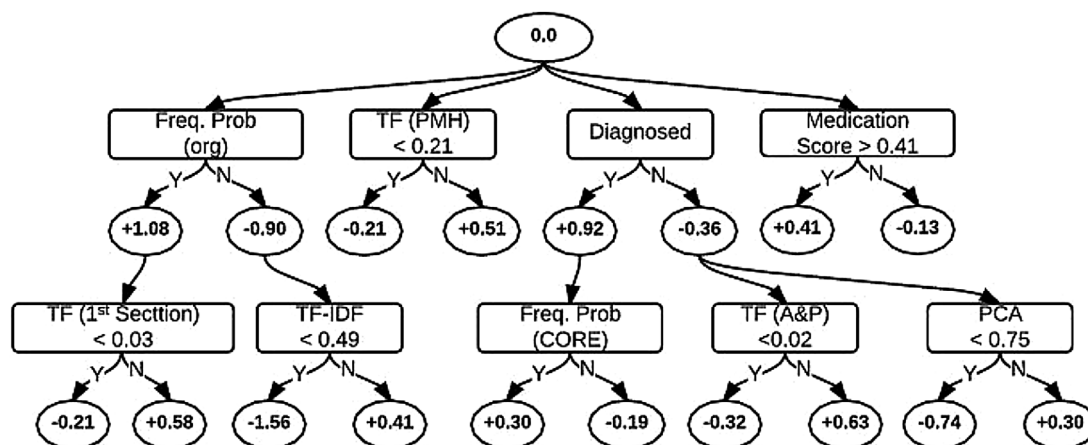 0.0
Freq. Prob
(org)
TF (PMH)
< 0.21
Diagnosed
Medication
Score > 0.41
Y N Y N Y N Y N
+1.08 -0.90 -0.21 +0.51 +0.92 -0.36 +0.41 -0.13
TF (1st Secttion)
< 0.03
TF-IDF
< 0.49
Freq. Prob
(CORE)
TF (A&P)
<0.02
PCA
< 0.75
Y N Y N Y N Y N Y N
-0.21 +0.58 -1.56 +0.41 +0.30 -0.19 -0.32 +0.63 -0.74 +0.30